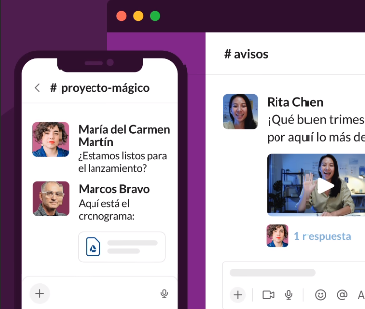 # proyecto-mágico
María del Carmen
Martín
¿Estamos listos para
el lanzamiento?
Marcos Bravo
Aquí está el
crcnograma:
# avisos
Rita Chen
¡Qué buen trimes
por aquí lo más de
1 respuesta
A